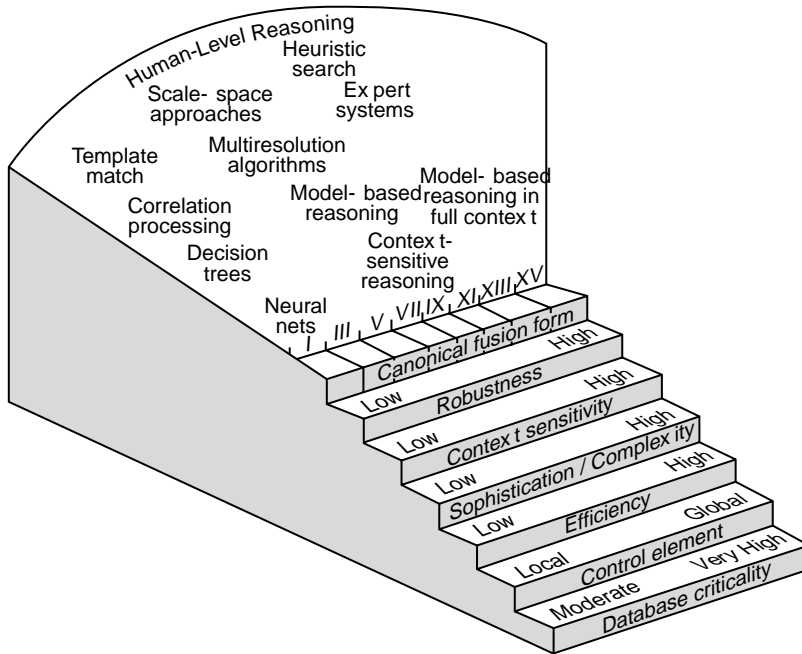 Human-Level Reasoning
Heuristic
search
Scale- space
approaches
Ex pert
systems
Template
match
Multiresolution
algorithms
Correlation
processing
Model- based
reasoning
Model- based
reasoning in
full contex t
Decision
trees
Contex t-
sensitive
reasoning
Neural
nets
I III V VII IX XI XIII XV
Canonical fusion form
Low High
Robustness
Low High
Contex t sensitivity
Low High
Sophistication / Complex ity
Low High
Efficiency
Local Global
Control element
Moderate Very High
Database criticality